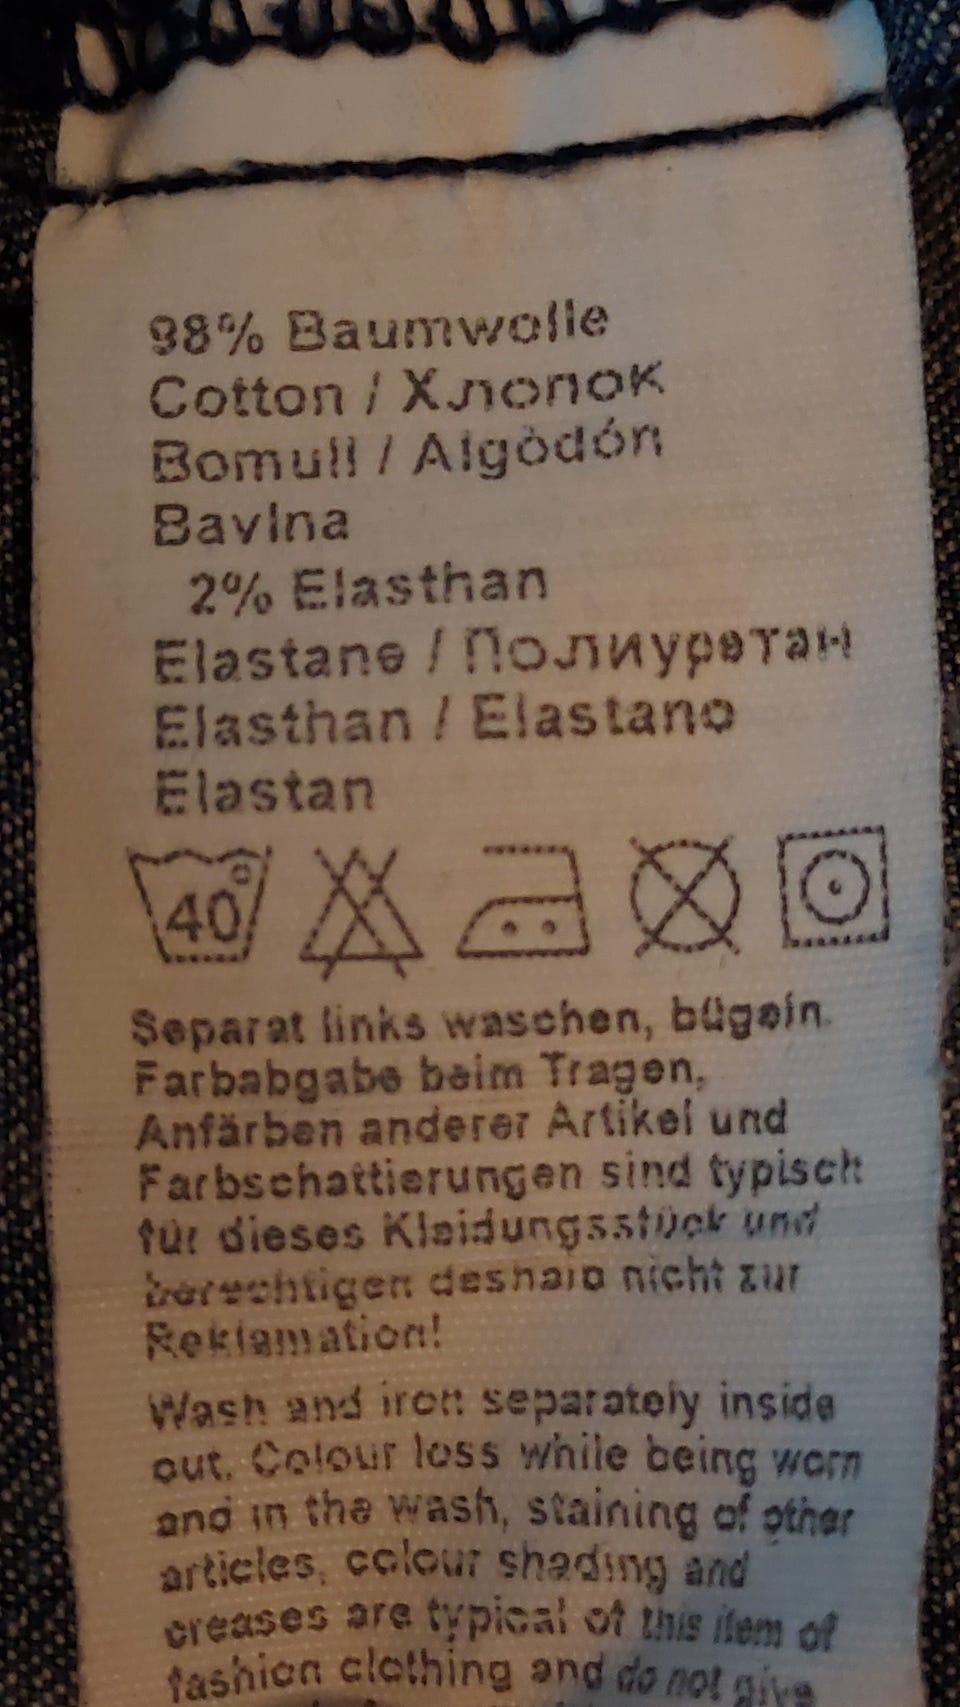 98% Baumwolle
Cotton / Хлопок
Bomull / Algodón
Bavlna
2% Elasthan
Elastane / Полиуретан
Elasthan / Elastano
Elastan
40°
Separat links waschen, bügeln.
Farbabgabe beim Tragen,
Anfärben anderer Artikel und
Farbschattierungen sind typisch
für dieses Kleidungsstück und
berechtigen deshalb nicht zur
Reklamation!
Wash and iron separately inside
out. Colour loss while being worn
and in the wash, staining of other
articles, colour shading and
creases are typical of this item of
fashion clothing and do not give